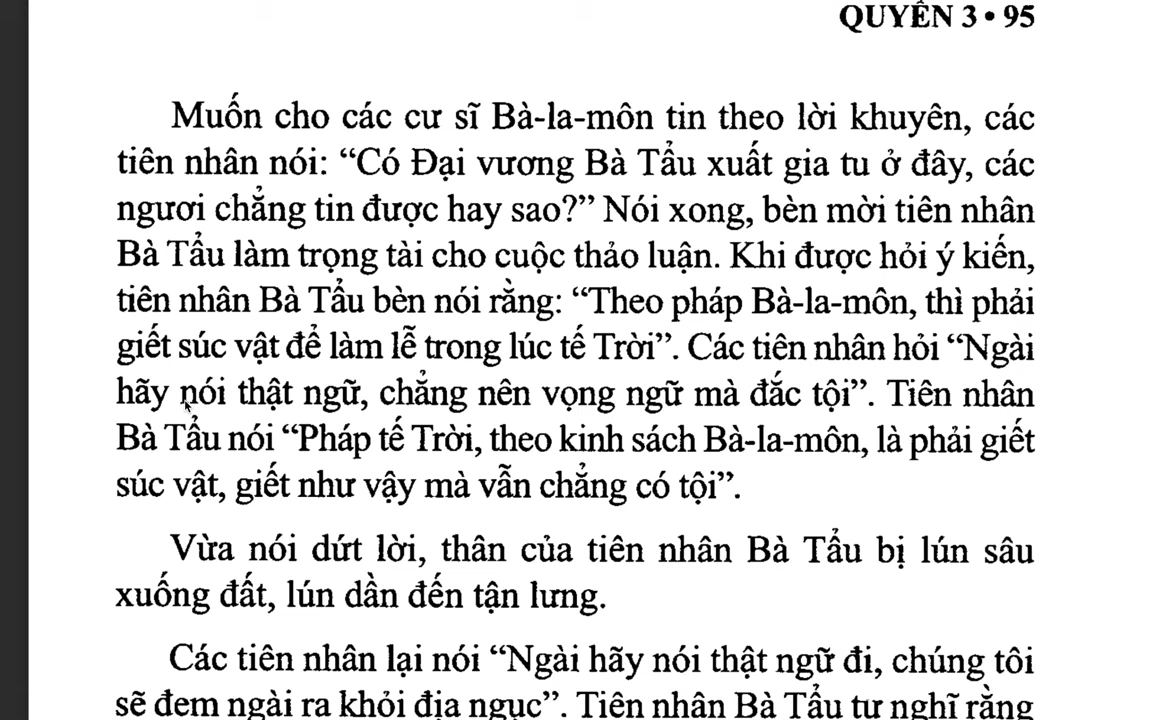 QUYỂN 3 • 95
Muốn cho các cư sĩ Bà-la-môn tin theo lời khuyên, các
tiên nhân nói: “Có Đại vương Bà Tẩu xuất gia tu ở đây, các
ngươi chẳng tin được hay sao?” Nói xong, bèn mời tiên nhân
Bà Tẩu làm trọng tài cho cuộc thảo luận. Khi được hỏi ý kiến,
tiên nhân Bà Tẩu bèn nói rằng: “Theo pháp Bà-la-môn, thì phải
giết súc vật để làm lễ trong lúc tế Trời”. Các tiên nhân hỏi “Ngài
hãy nói thật ngữ, chẳng nên vọng ngữ mà đắc tội”. Tiên nhân
Bà Tẩu nói “Pháp tế Trời, theo kinh sách Bà-la-môn, là phải giết
súc vật, giết như vậy mà vẫn chẳng có tội”.
Vừa nói dứt lời, thân của tiên nhân Bà Tẩu bị lún sâu
xuống đất, lún dần đến tận lưng.
Các tiên nhân lại nói “Ngài hãy nói thật ngữ đi, chúng tôi
sẽ đem ngài ra khỏi địa ngục”. Tiên nhân Bà Tẩu tự nghĩ rằng